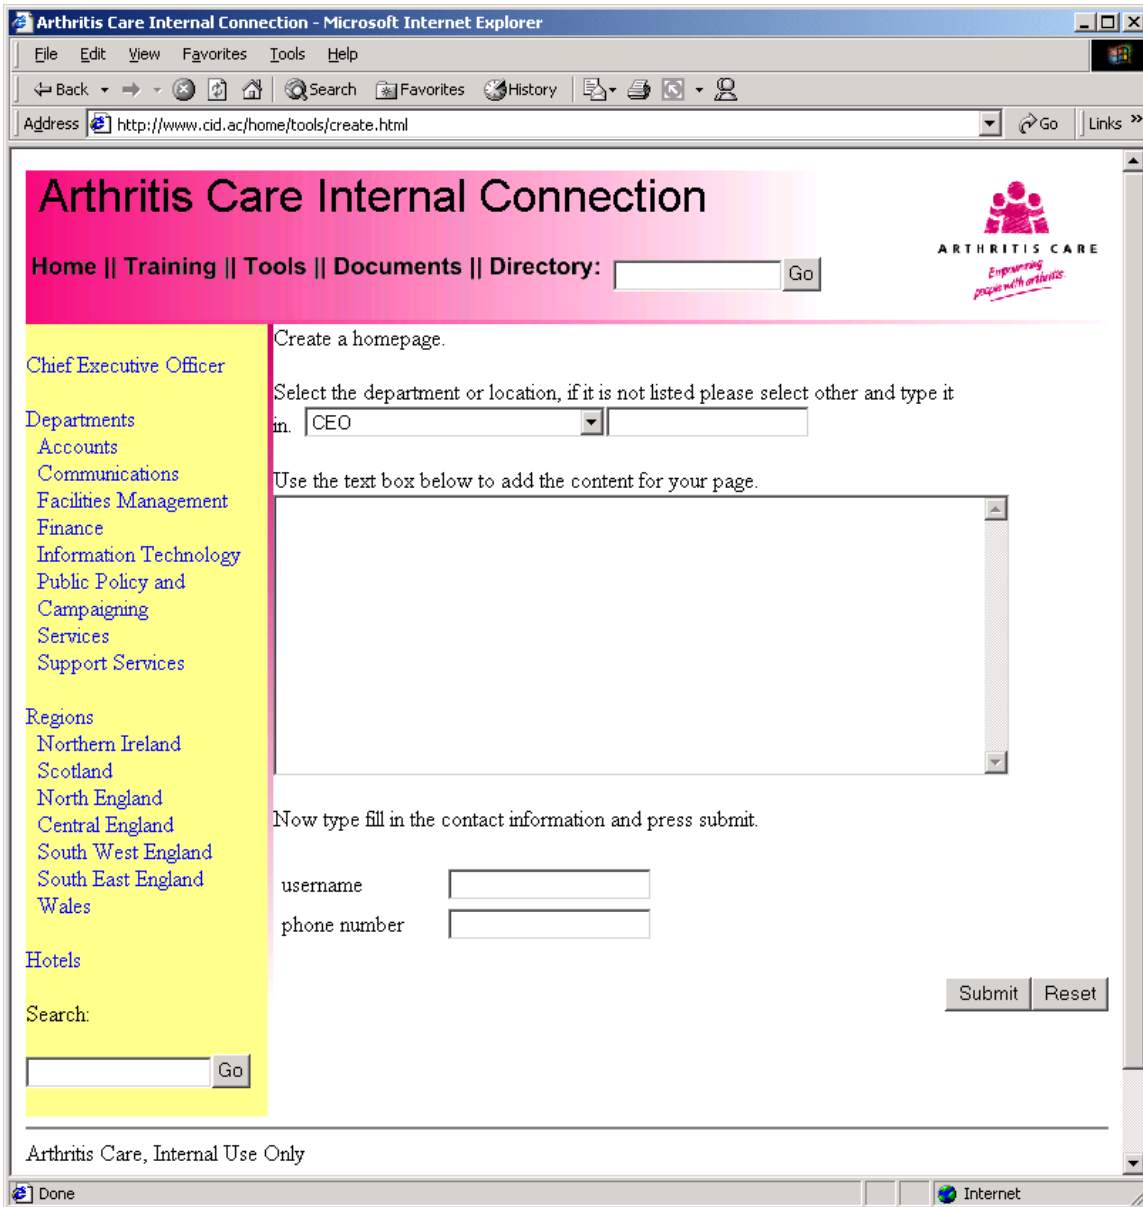 Arthritis Care Internal Connection - Microsoft Internet Explorer
File Edit View Favorites Tools Help
Back Search Favorites History
Address http://www.cid.ac/home/tools/create.html Go Links »
Arthritis Care Internal Connection
ARTHRITIS CARE
Empowering
people with arthritis
Home || Training || Tools || Documents || Directory: Go
Chief Executive Officer
Departments
Accounts
Communications
Facilities Management
Finance
Information Technology
Public Policy and
Campaigning
Services
Support Services
Regions
Northern Ireland
Scotland
North England
Central England
South West England
South East England
Wales
Hotels
Search:
Go
Create a homepage.
Select the department or location, if it is not listed please select other and type it
in. CEO
Use the text box below to add the content for your page.
Now type fill in the contact information and press submit.
username
phone number
Submit Reset
Arthritis Care, Internal Use Only
Done Internet